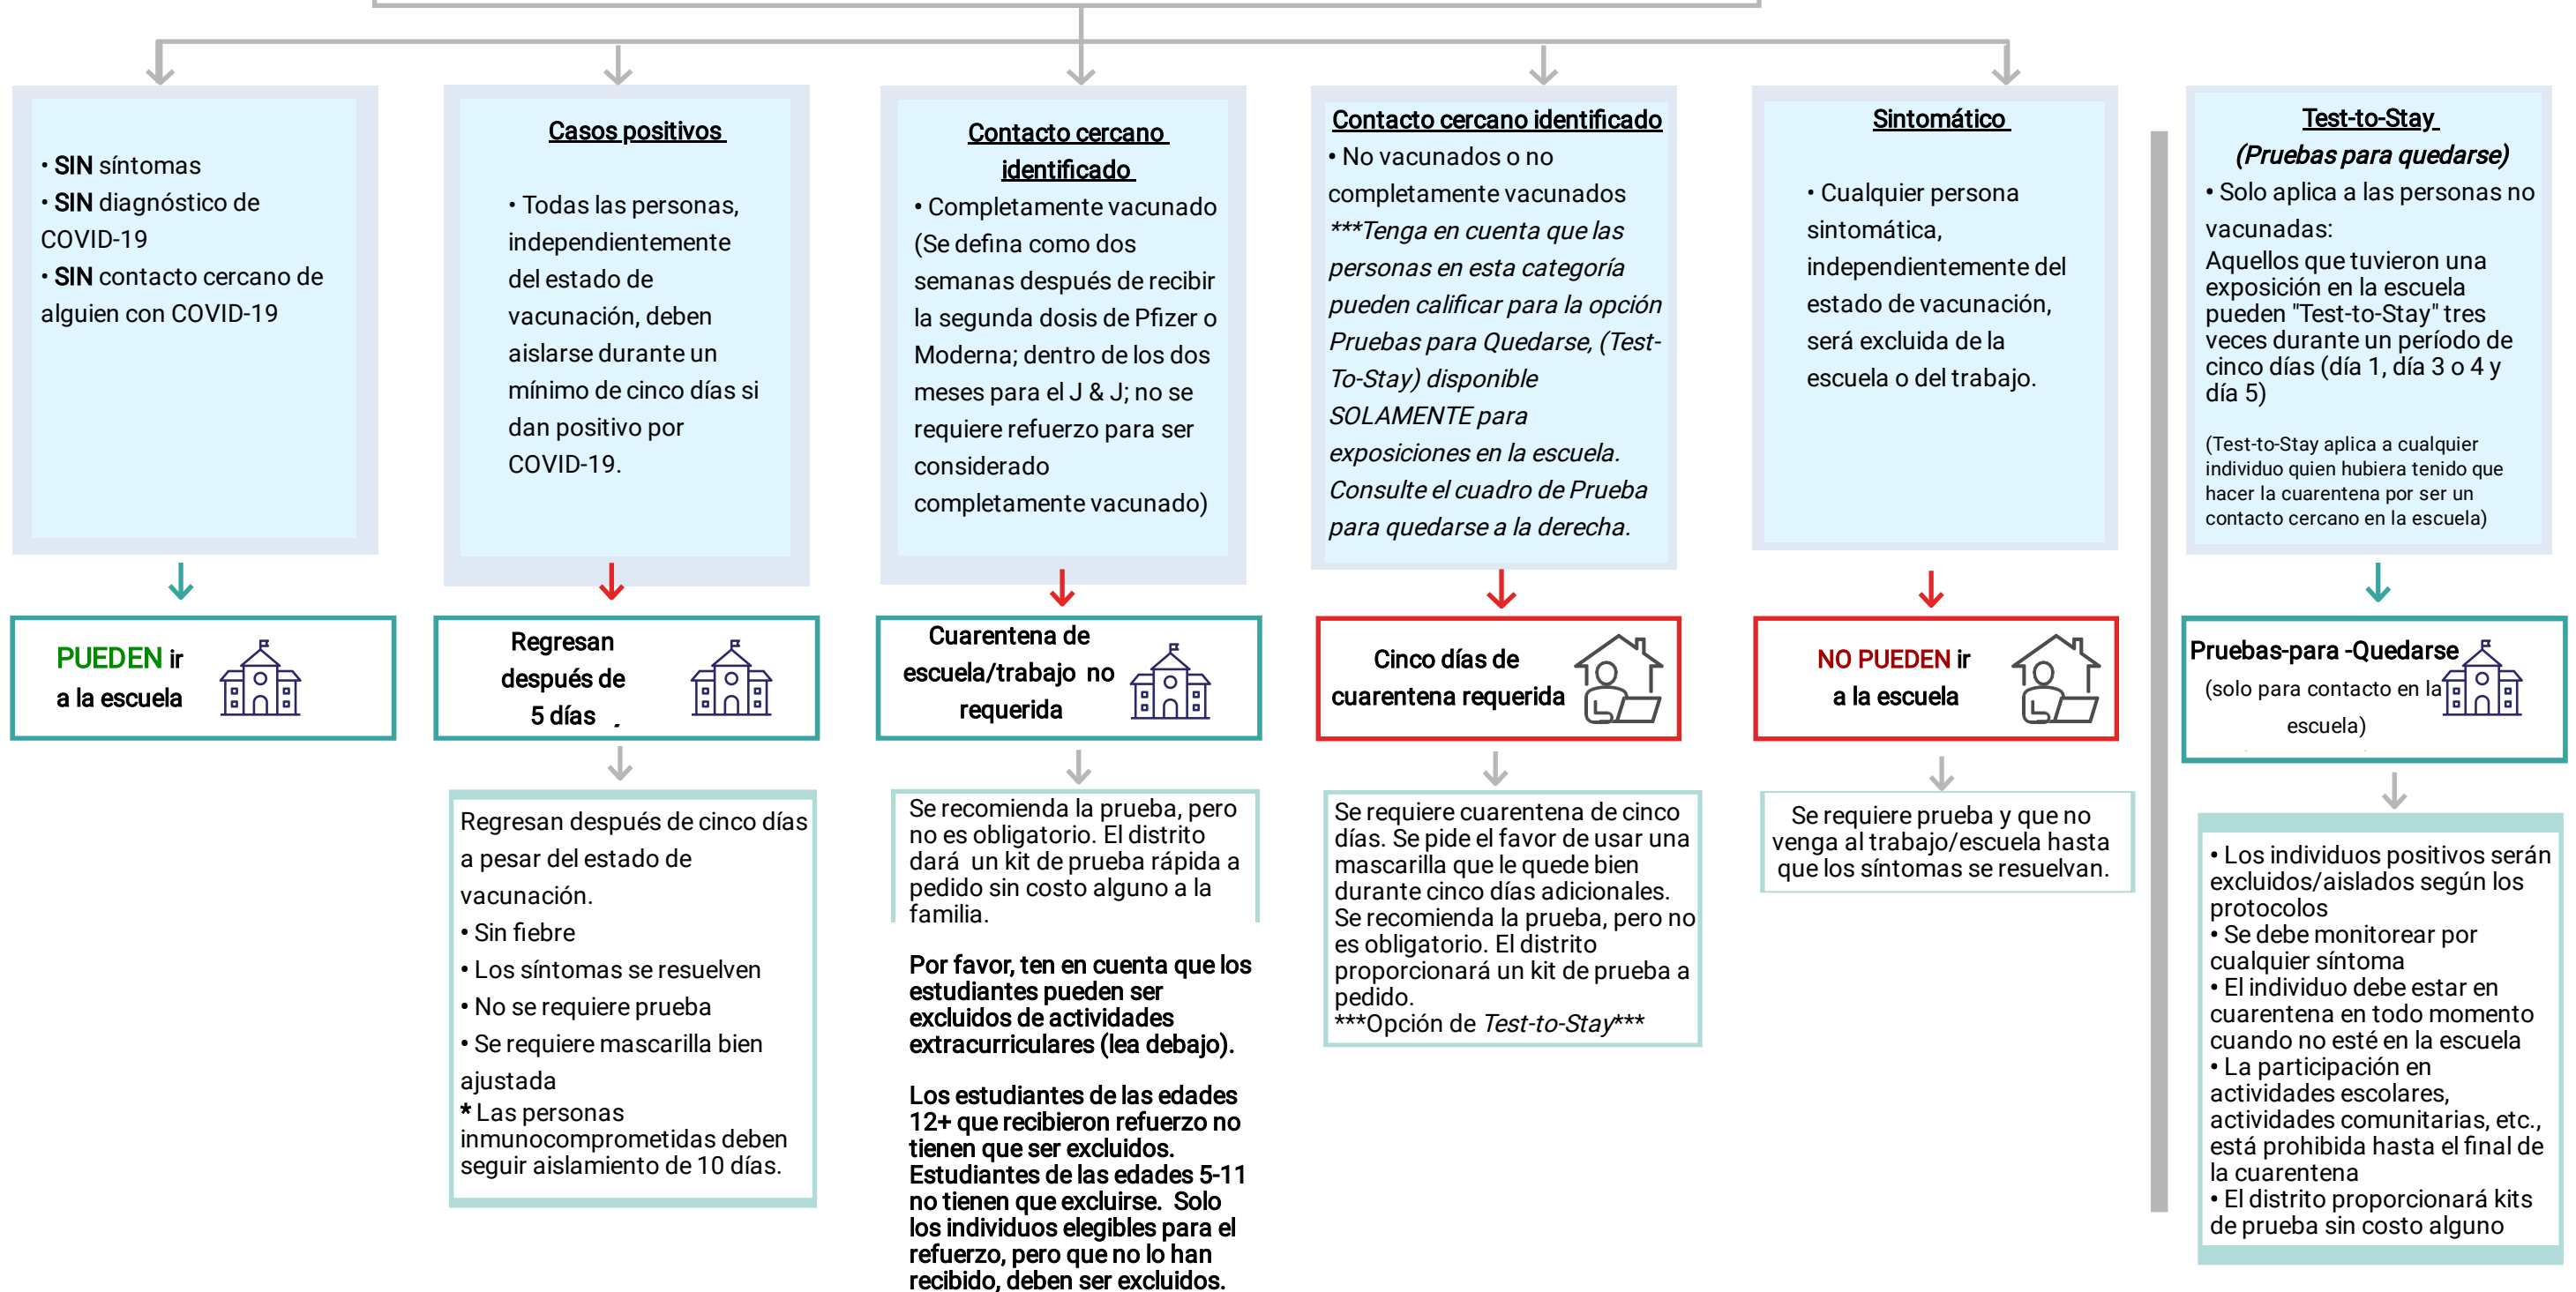 • SIN síntomas
• SIN diagnóstico de
COVID-19
• SIN contacto cercano de
alguien con COVID-19
PUEDEN ir
a la escuela
Casos positivos
• Todas las personas,
independientemente
del estado de
vacunación, deben
aislarse durante un
mínimo de cinco días si
dan positivo por
COVID-19.
Regresan
después de
5 días
Regresan después de cinco días
a pesar del estado de
vacunación.
• Sin fiebre
• Los síntomas se resuelven
• No se requiere prueba
• Se requiere mascarilla bien
ajustada
* Las personas
inmunocomprometidas deben
seguir aislamiento de 10 días.
Contacto cercano
identificado
• Completamente vacunado
(Se defina como dos
semanas después de recibir
la segunda dosis de Pfizer o
Moderna; dentro de los dos
meses para el J & J; no se
requiere refuerzo para ser
considerado
completamente vacunado)
Cuarentena de
escuela/trabajo no
requerida
Se recomienda la prueba, pero
no es obligatorio. El distrito
dará un kit de prueba rápida a
pedido sin costo alguno a la
familia.
Por favor, ten en cuenta que los
estudiantes pueden ser
excluidos de actividades
extracurriculares (lea debajo).
Los estudiantes de las edades
12+ que recibieron refuerzo no
tienen que ser excluidos.
Estudiantes de las edades 5-11
no tienen que excluirse. Solo
los individuos elegibles para el
refuerzo, pero que no lo han
recibido, deben ser excluidos.
Contacto cercano identificado
• No vacunados o no
completamente vacunados
***Tenga en cuenta que las
personas en esta categoría
pueden calificar para la opción
Pruebas para Quedarse, (Test-
To-Stay) disponible
SOLAMENTE para
exposiciones en la escuela.
Consulte el cuadro de Prueba
para quedarse a la derecha.
Cinco días de
cuarentena requerida
Se requiere cuarentena de cinco
días. Se pide el favor de usar una
mascarilla que le quede bien
durante cinco días adicionales.
Se recomienda la prueba, pero no
es obligatorio. El distrito
proporcionará un kit de prueba a
pedido.
***Opción de Test-to-Stay***
Sintomático
• Cualquier persona
sintomática,
independientemente del
estado de vacunación,
será excluida de la
escuela o del trabajo.
NO PUEDEN ir
a la escuela
Se requiere prueba y que no
venga al trabajo/escuela hasta
que los síntomas se resuelvan.
Test-to-Stay
(Pruebas para quedarse)
• Solo aplica a las personas no
vacunadas:
Aquellos que tuvieron una
exposición en la escuela
pueden "Test-to-Stay" tres
veces durante un período de
cinco días (día 1, día 3 o 4 y
día 5)
(Test-to-Stay aplica a cualquier
individuo quien hubiera tenido que
hacer la cuarentena por ser un
contacto cercano en la escuela)
Pruebas-para -Quedarse
(solo para contacto en la
escuela)
• Los individuos positivos serán
excluidos/aislados según los
protocolos
• Se debe monitorear por
cualquier síntoma
• El individuo debe estar en
cuarentena en todo momento
cuando no esté en la escuela
• La participación en
actividades escolares,
actividades comunitarias, etc.,
está prohibida hasta el final de
la cuarentena
• El distrito proporcionará kits
de prueba sin costo alguno